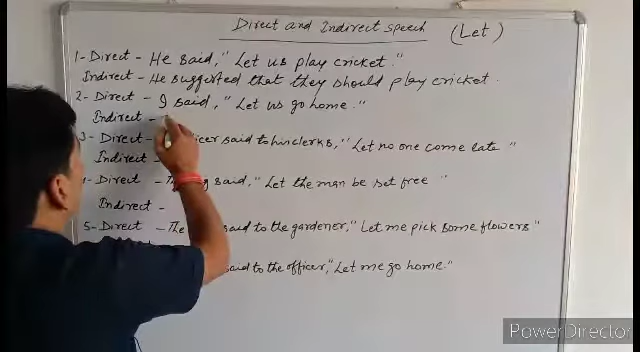 Direct and Indirect speech (Let)
1- Direct - He said, "Let us play cricket."
Indirect - He suggested that they should play cricket.
2- Direct - I said, "Let us go home."
Indirect -
3- Direct - said to his clerks, "Let no one come late"
Indirect -
- Direct - said, "Let the man be set free"
Indirect -
5- Direct - The said to the gardener, "Let me pick some flowers"
said to the officer, "Let me go home."
PowerDirector